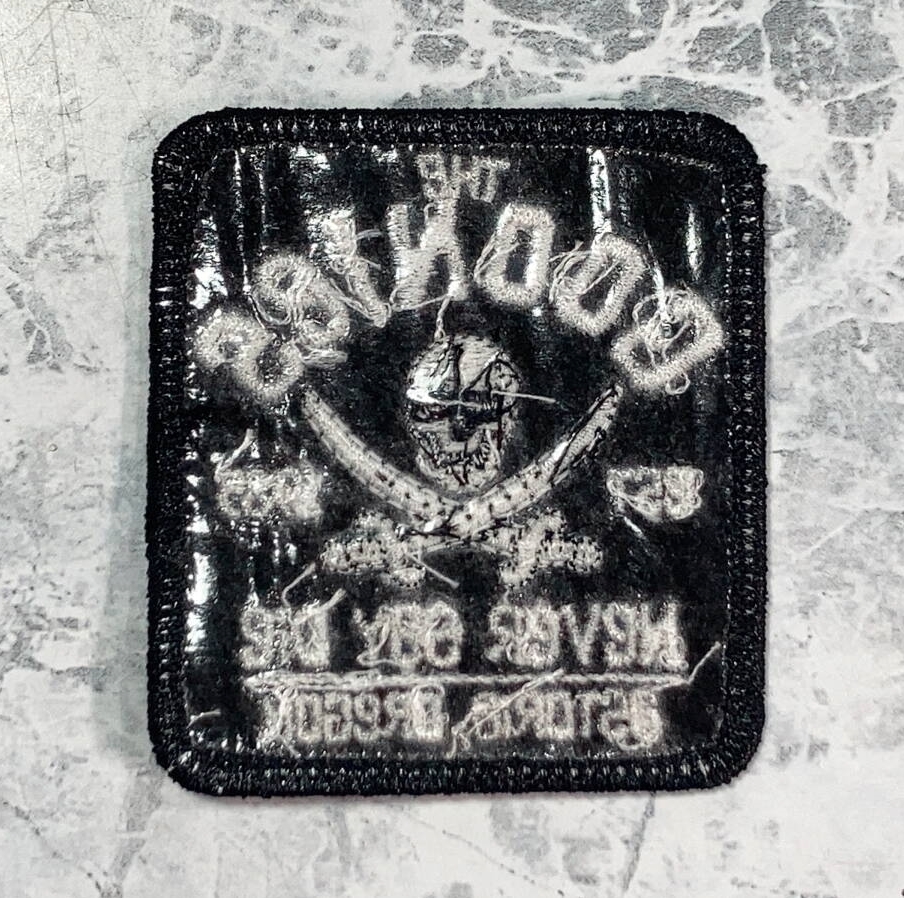 THE
GOONIES
NEVER SAY DIE
ASTORIA, OREGON